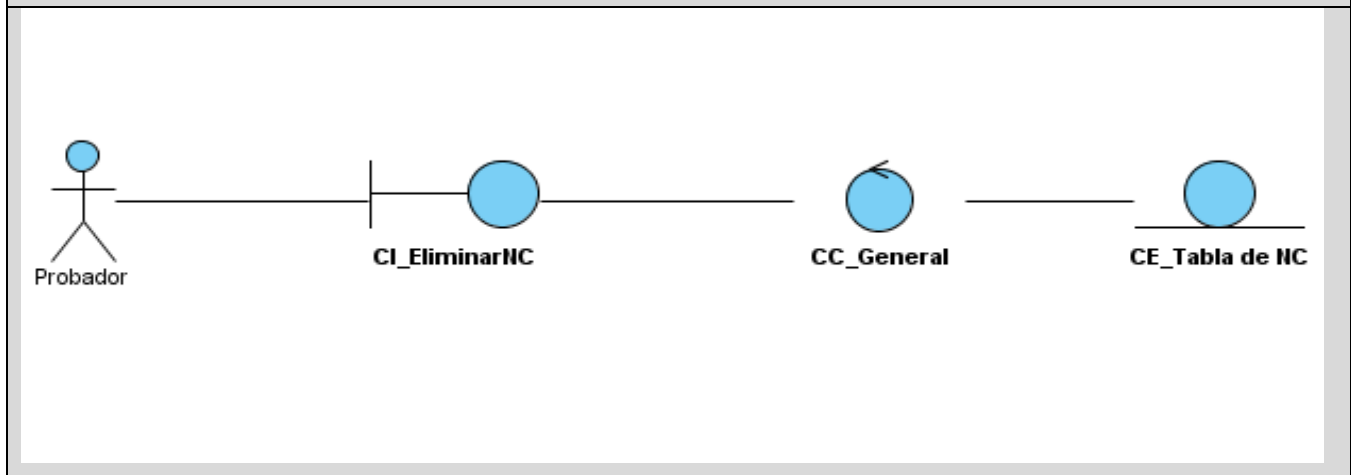 Probador
CI_EliminarNC
CC_General
CE_Tabla de NC